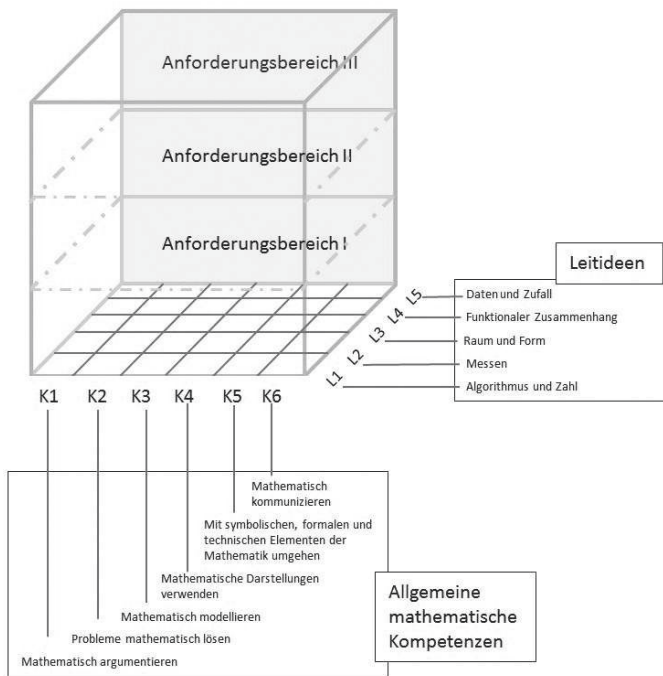 Anforderungsbereich III
Anforderungsbereich II
Anforderungsbereich I
Leitideen
L5
Daten und Zufall
L4
Funktionaler Zusammenhang
L3
Raum und Form
L2
Messen
L1
Algorithmus und Zahl
K1 K2 K3 K4 K5 K6
Mathematisch
kommunizieren
Mit symbolischen, formalen und
technischen Elementen der
Mathematik umgehen
Mathematische Darstellungen
verwenden
Mathematisch modellieren
Probleme mathematisch lösen
Mathematisch argumentieren
Allgemeine
mathematische
Kompetenzen